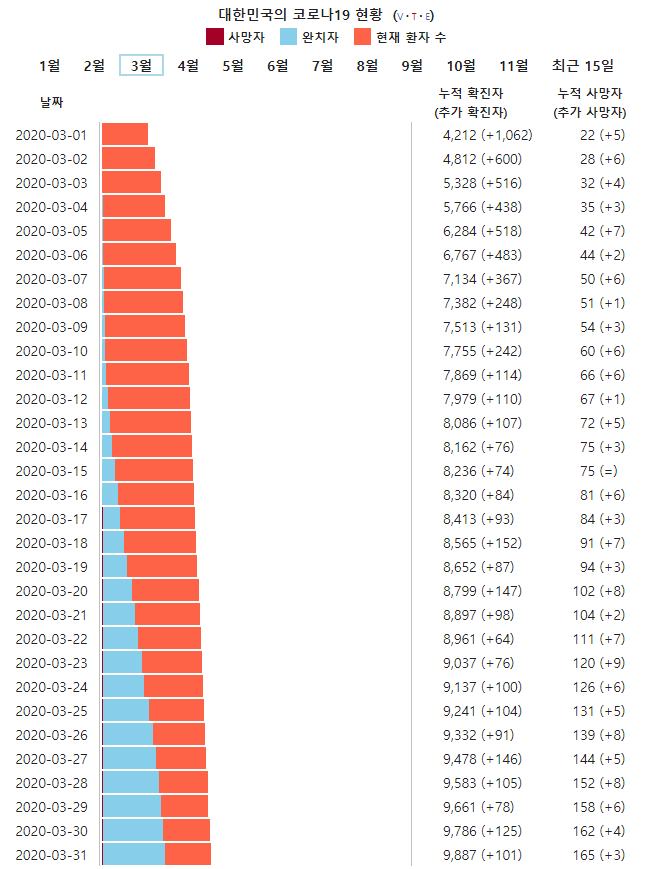 대한민국의 코로나19 현황 (V·T·E)
사망자 완치자 현재 환자 수
1월 2월 3월 4월 5월 6월 7월 8월 9월 10월 11월 최근 15일
날짜 누적 확진자 누적 사망자
(추가 확진자) (추가 사망자)
2020-03-01 4,212 (+1,062) 22 (+5)
2020-03-02 4,812 (+600) 28 (+6)
2020-03-03 5,328 (+516) 32 (+4)
2020-03-04 5,766 (+438) 35 (+3)
2020-03-05 6,284 (+518) 42 (+7)
2020-03-06 6,767 (+483) 44 (+2)
2020-03-07 7,134 (+367) 50 (+6)
2020-03-08 7,382 (+248) 51 (+1)
2020-03-09 7,513 (+131) 54 (+3)
2020-03-10 7,755 (+242) 60 (+6)
2020-03-11 7,869 (+114) 66 (+6)
2020-03-12 7,979 (+110) 67 (+1)
2020-03-13 8,086 (+107) 72 (+5)
2020-03-14 8,162 (+76) 75 (+3)
2020-03-15 8,236 (+74) 75 (=)
2020-03-16 8,320 (+84) 81 (+6)
2020-03-17 8,413 (+93) 84 (+3)
2020-03-18 8,565 (+152) 91 (+7)
2020-03-19 8,652 (+87) 94 (+3)
2020-03-20 8,799 (+147) 102 (+8)
2020-03-21 8,897 (+98) 104 (+2)
2020-03-22 8,961 (+64) 111 (+7)
2020-03-23 9,037 (+76) 120 (+9)
2020-03-24 9,137 (+100) 126 (+6)
2020-03-25 9,241 (+104) 131 (+5)
2020-03-26 9,332 (+91) 139 (+8)
2020-03-27 9,478 (+146) 144 (+5)
2020-03-28 9,583 (+105) 152 (+8)
2020-03-29 9,661 (+78) 158 (+6)
2020-03-30 9,786 (+125) 162 (+4)
2020-03-31 9,887 (+101) 165 (+3)